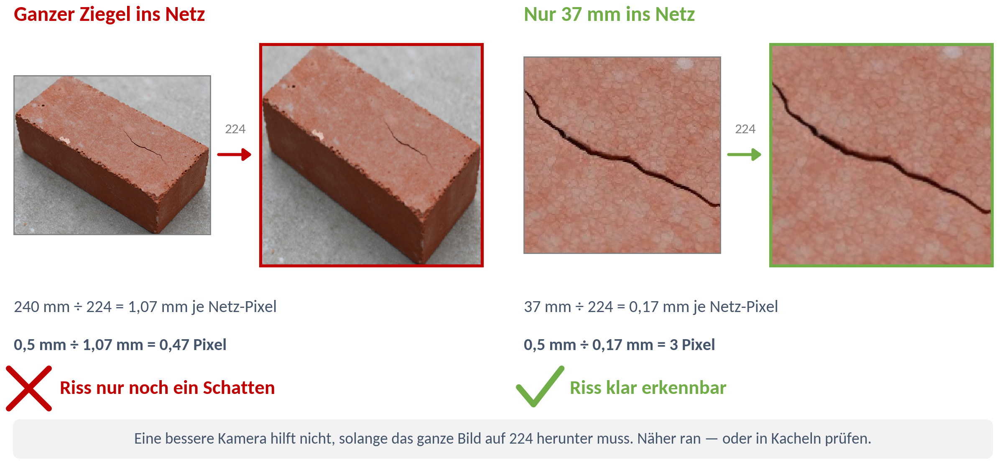 Ganzer Ziegel ins Netz
224
240 mm ÷ 224 = 1,07 mm je Netz-Pixel
0,5 mm ÷ 1,07 mm = 0,47 Pixel
Riss nur noch ein Schatten
Nur 37 mm ins Netz
224
37 mm ÷ 224 = 0,17 mm je Netz-Pixel
0,5 mm ÷ 0,17 mm = 3 Pixel
Riss klar erkennbar
Eine bessere Kamera hilft nicht, solange das ganze Bild auf 224 herunter muss. Näher ran — oder in Kacheln prüfen.